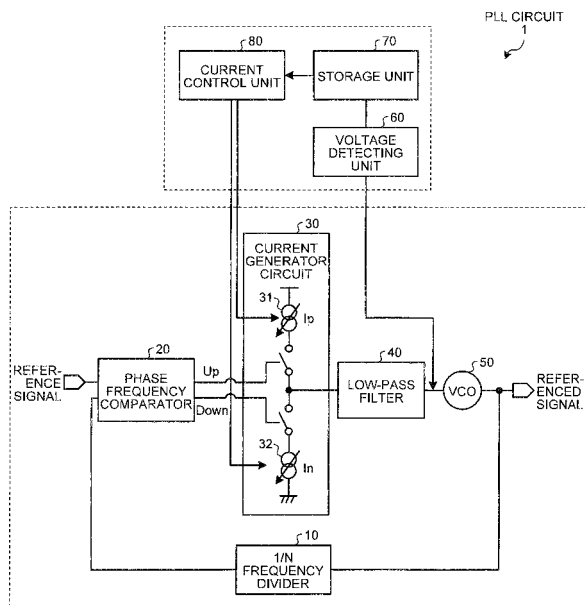 PLL CIRCUIT
1
80
CURRENT
CONTROL UNIT
70
STORAGE UNIT
60
VOLTAGE
DETECTING
UNIT
30
CURRENT
GENERATOR
CIRCUIT
31
Ip
20
PHASE
FREQUENCY
COMPARATOR
REFER-
ENCE
SIGNAL
Up
Down
40
LOW-PASS
FILTER
50
VCO
REFER-
ENCED
SIGNAL
32
In
10
1/N
FREQUENCY
DIVIDER